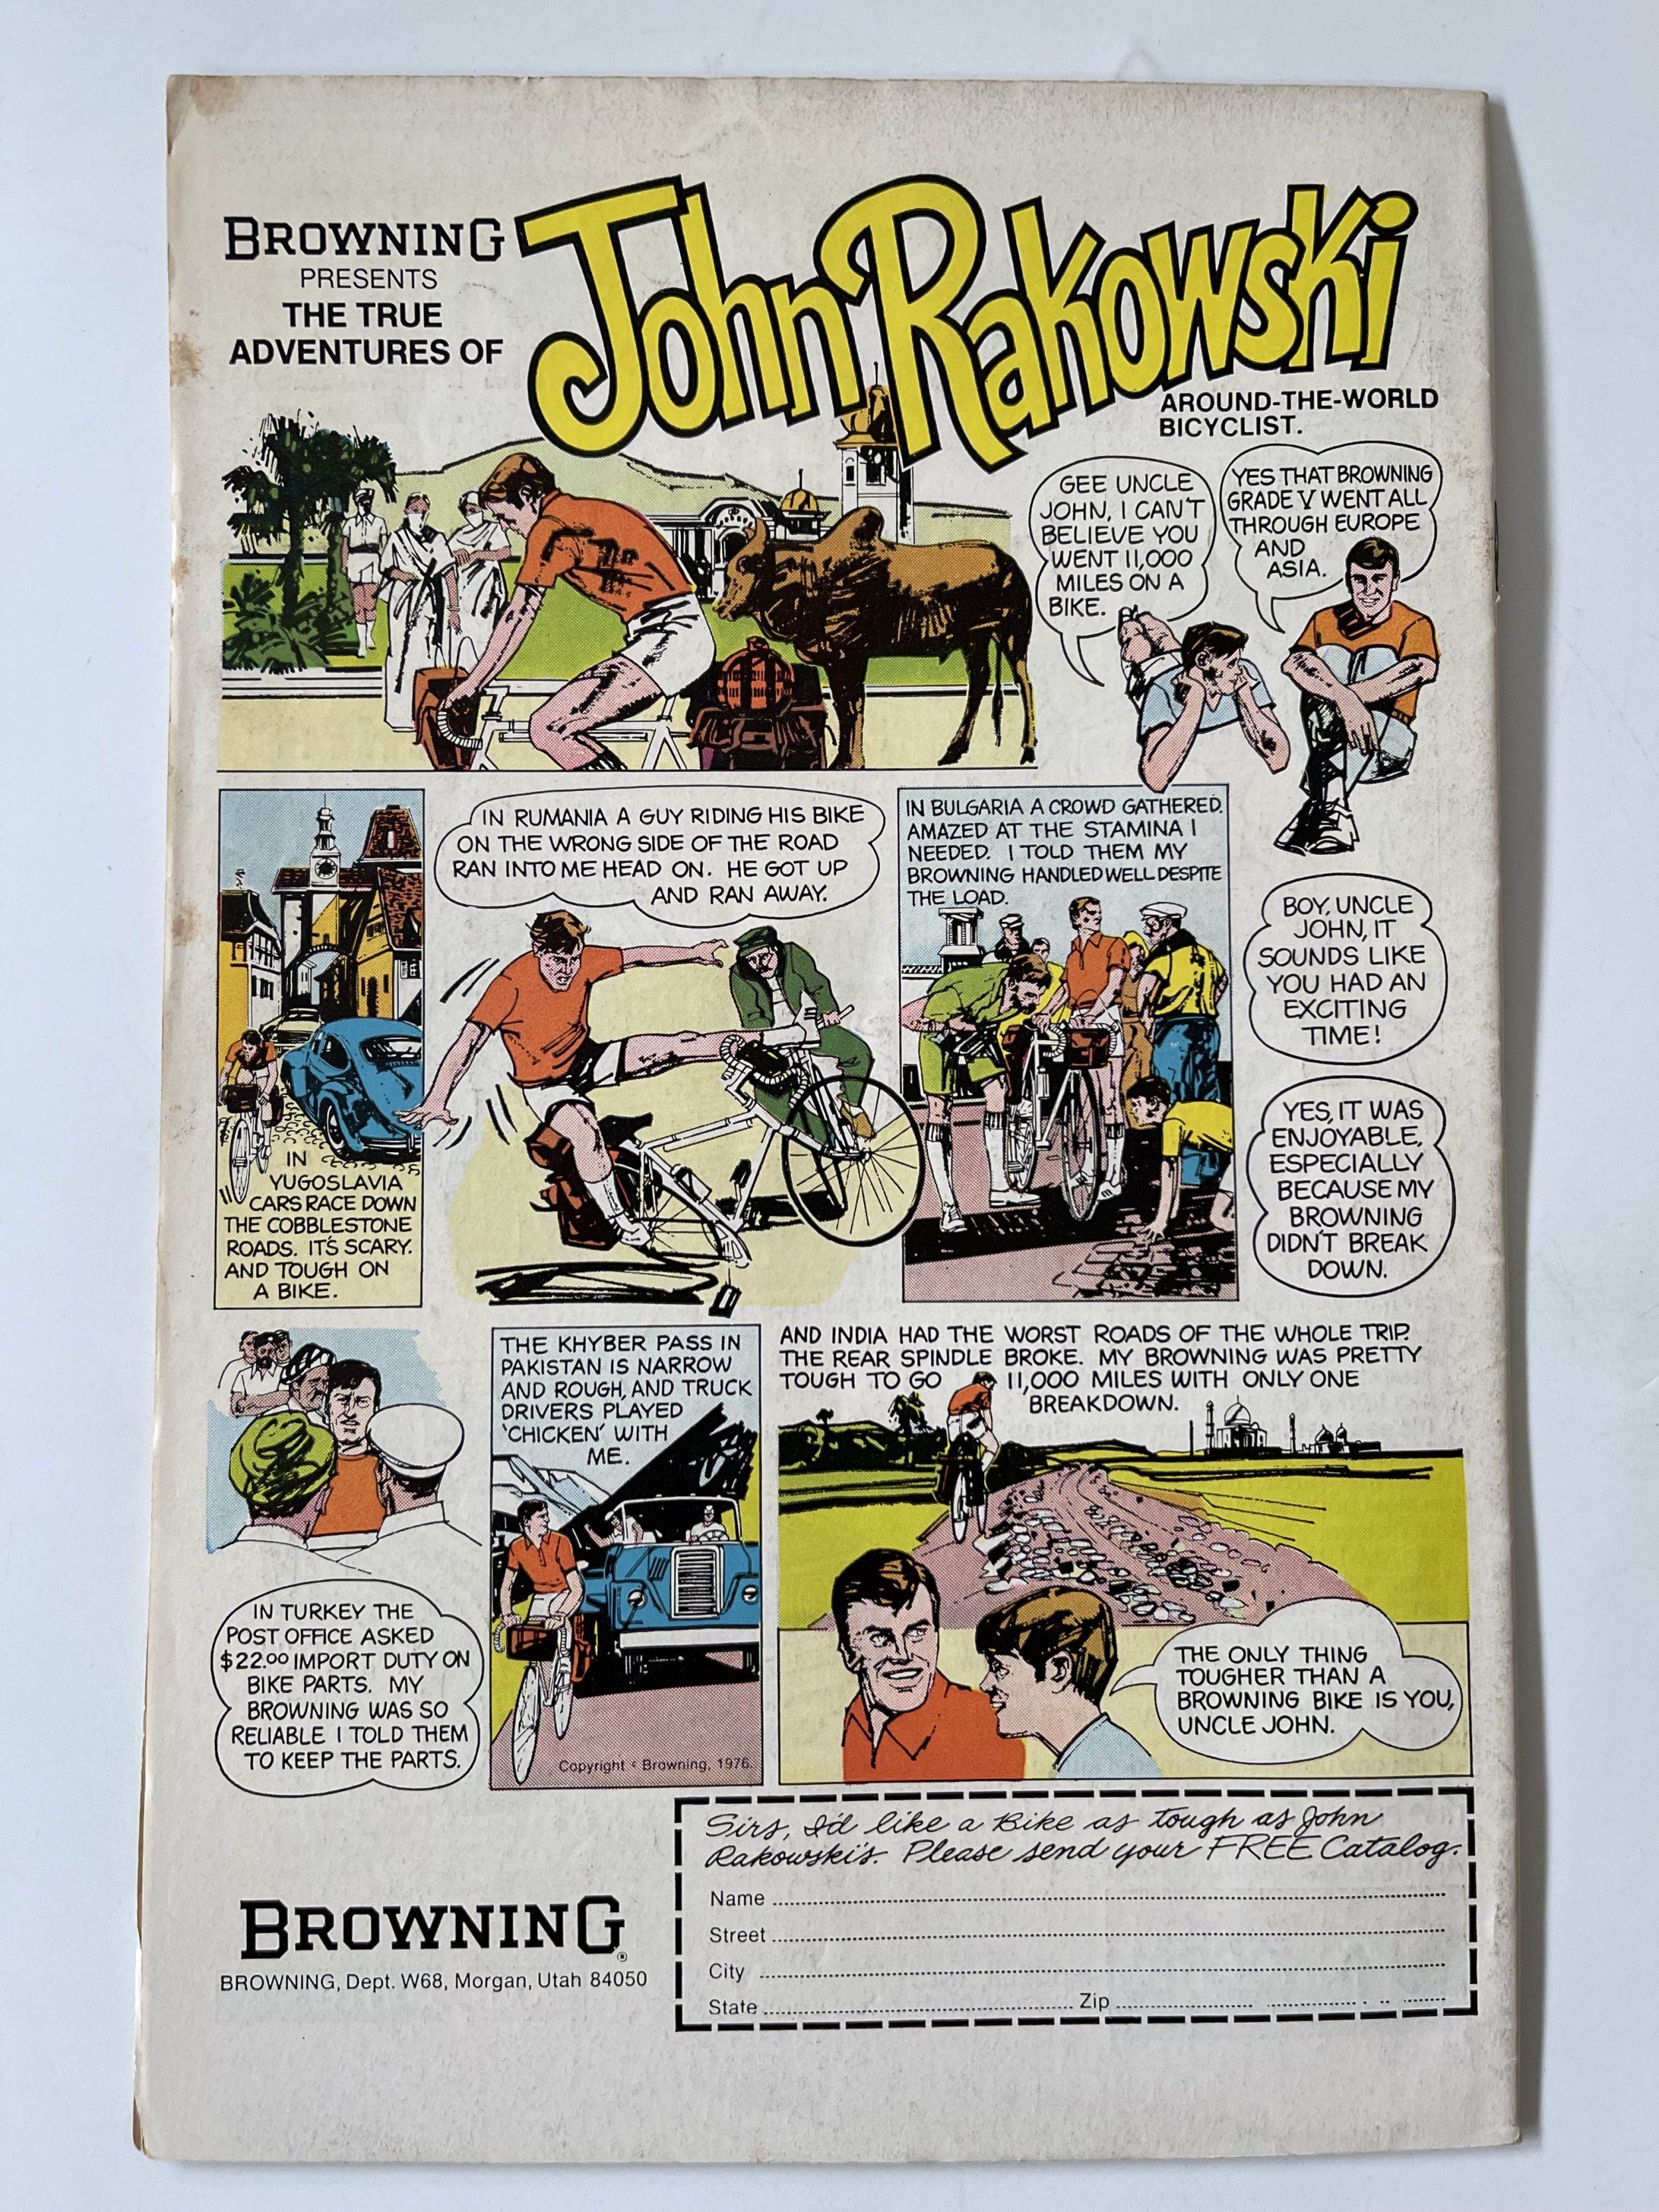 BROWNING
PRESENTS
THE TRUE
ADVENTURES OF
John Rakowski
AROUND-THE-WORLD
BICYCLIST.
GEE UNCLE
JOHN, I CAN'T
BELIEVE YOU
WENT 11,000
MILES ON A
BIKE.
YES THAT BROWNING
GRADE V WENT ALL
THROUGH EUROPE
AND
ASIA.
IN
YUGOSLAVIA
CARS RACE DOWN
THE COBBLESTONE
ROADS. IT'S SCARY.
AND TOUGH ON
A BIKE.
IN RUMANIA A GUY RIDING HIS BIKE
ON THE WRONG SIDE OF THE ROAD
RAN INTO ME HEAD ON. HE GOT UP
AND RAN AWAY.
IN BULGARIA A CROWD GATHERED.
AMAZED AT THE STAMINA I
NEEDED. I TOLD THEM MY
BROWNING HANDLED WELL DESPITE
THE LOAD.
BOY, UNCLE
JOHN, IT
SOUNDS LIKE
YOU HAD AN
EXCITING
TIME!
YES, IT WAS
ENJOYABLE,
ESPECIALLY
BECAUSE MY
BROWNING
DIDN'T BREAK
DOWN.
IN TURKEY THE
POST OFFICE ASKED
$22.00 IMPORT DUTY ON
BIKE PARTS. MY
BROWNING WAS SO
RELIABLE I TOLD THEM
TO KEEP THE PARTS.
THE KHYBER PASS IN
PAKISTAN IS NARROW
AND ROUGH, AND TRUCK
DRIVERS PLAYED
'CHICKEN' WITH
ME.
Copyright © Browning, 1976.
AND INDIA HAD THE WORST ROADS OF THE WHOLE TRIP.
THE REAR SPINDLE BROKE. MY BROWNING WAS PRETTY
TOUGH TO GO 11,000 MILES WITH ONLY ONE
BREAKDOWN.
THE ONLY THING
TOUGHER THAN A
BROWNING BIKE IS YOU,
UNCLE JOHN.
Sirs, I'd like a Bike as tough as John
Rakowski's. Please send your FREE Catalog.
Name
Street
City
State Zip
BROWNING®
BROWNING, Dept. W68, Morgan, Utah 84050